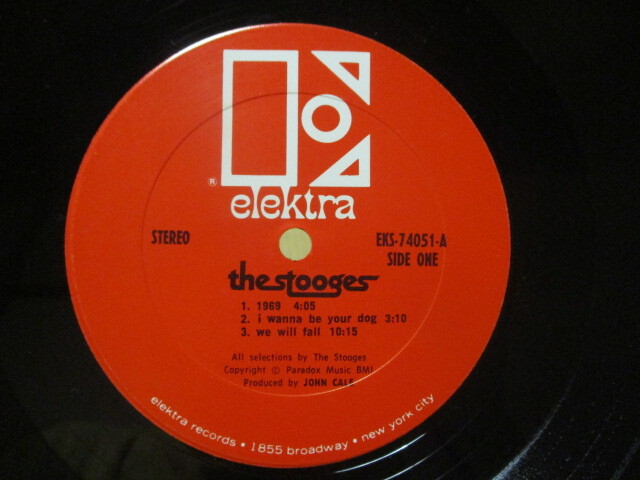 ®
elektra
STEREO
EKS-74051-A
SIDE ONE
the stooges
1. 1969 4:05
2. i wanna be your dog 3:10
3. we will fall 10:15
All selections by The Stooges
Copyright © Paradox Music BMI
Produced by JOHN CALE
elektra records • 1855 broadway • new york city